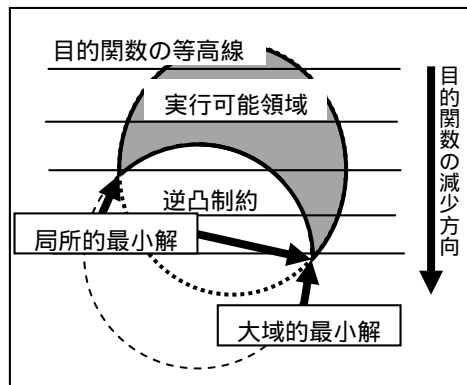 目的関数の等高線
実行可能領域
目的関数の減少方向
逆凸制約
局所的最小解
大域的最小解